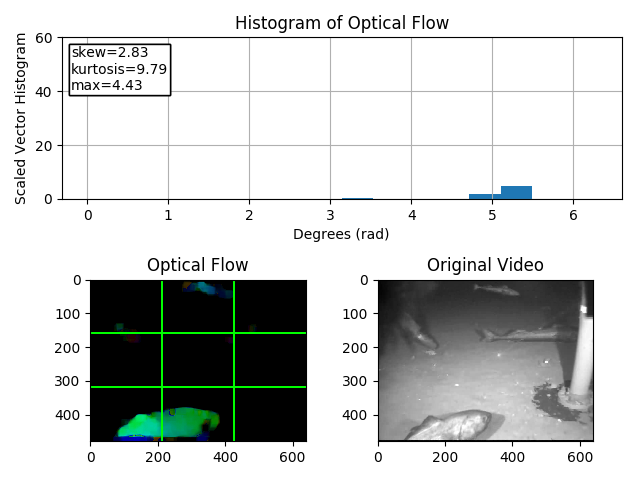 Histogram of Optical Flow
Scaled Vector Histogram
60
40
20
0
skew=2.83
kurtosis=9.79
max=4.43
0 1 2 3 4 5 6
Degrees (rad)
Optical Flow
0
100
200
300
400
0 200 400 600
Original Video
0
100
200
300
400
0 200 400 600